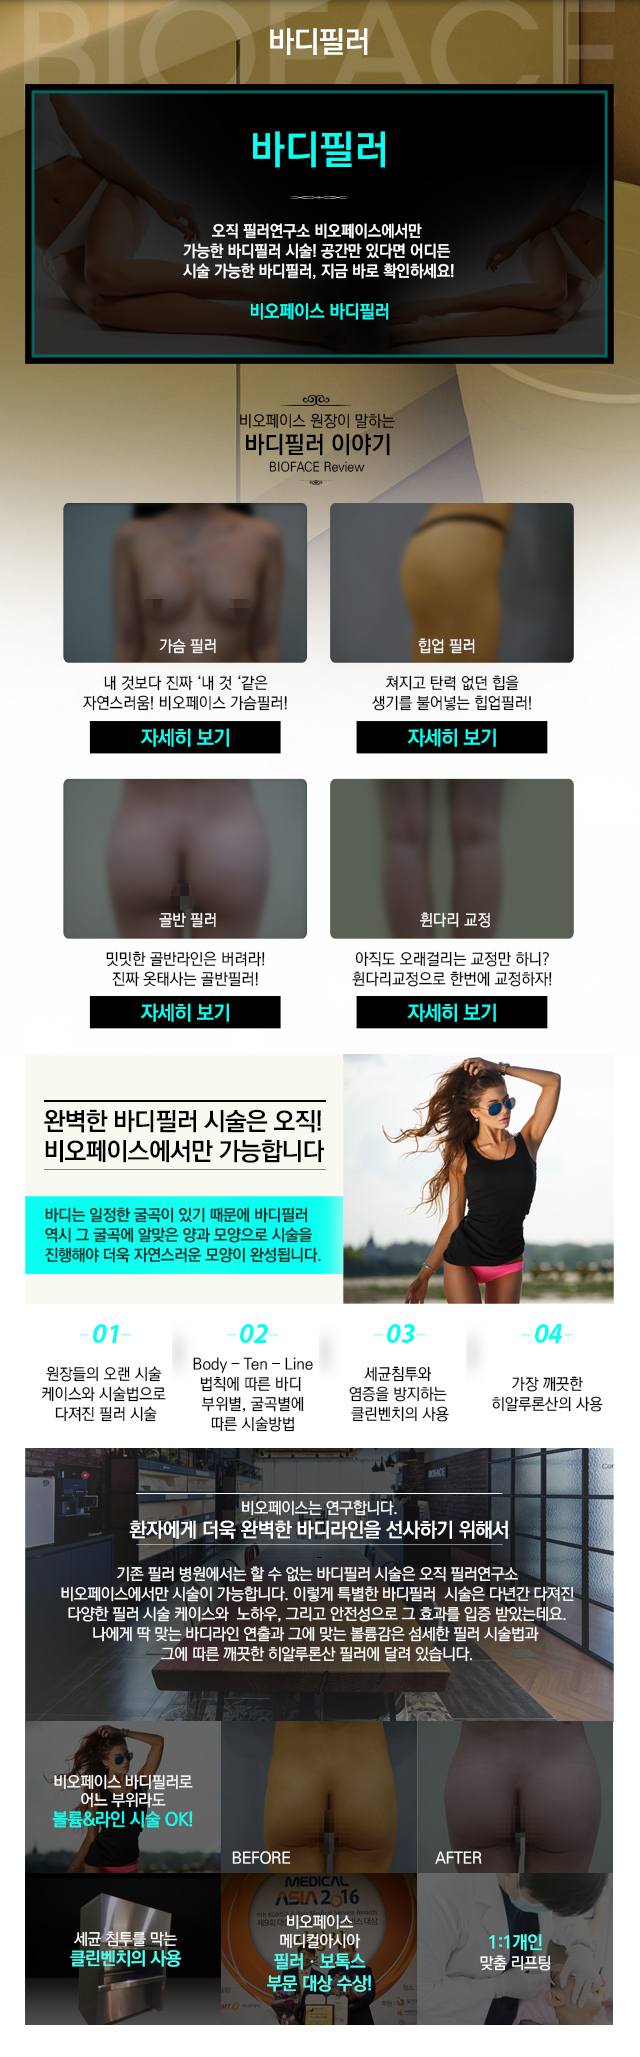 BIOFACE
바디필러
바디필러
오직 필러연구소 비오페이스에서만
가능한 바디필러 시술! 공간만 있다면 어디든
시술 가능한 바디필러, 지금 바로 확인하세요!
비오페이스 바디필러
비오페이스 원장이 말하는
바디필러 이야기
BIOFACE Review
가슴 필러
내 것보다 진짜 ‘내 것 ‘같은
자연스러움! 비오페이스 가슴필러!
자세히 보기
힙업 필러
쳐지고 탄력 없던 힙을
생기를 불어넣는 힙업필러!
자세히 보기
골반 필러
밋밋한 골반라인은 버려라!
진짜 옷태사는 골반필러!
자세히 보기
휜다리 교정
아직도 오래걸리는 교정만 하니?
휜다리교정으로 한번에 교정하자!
자세히 보기
완벽한 바디필러 시술은 오직!
비오페이스에서만 가능합니다
바디는 일정한 굴곡이 있기 때문에 바디필러
역시 그 굴곡에 알맞은 양과 모양으로 시술을
진행해야 더욱 자연스러운 모양이 완성됩니다.
01
원장들의 오랜 시술
케이스와 시술법으로
다져진 필러 시술
02
Body – Ten – Line
법칙에 따른 바디
부위별, 굴곡별에
따른 시술방법
03
세균침투와
염증을 방지하는
클린벤치의 사용
04
가장 깨끗한
히알루론산의 사용
BIOFACE
비오페이스는 연구합니다.
환자에게 더욱 완벽한 바디라인을 선사하기 위해서
기존 필러 병원에서는 할 수 없는 바디필러 시술은 오직 필러연구소
비오페이스에서만 시술이 가능합니다. 이렇게 특별한 바디필러 시술은 다년간 다져진
다양한 필러 시술 케이스와 노하우, 그리고 안전성으로 그 효과를 입증 받았는데요.
나에게 딱 맞는 바디라인 연출과 그에 맞는 볼륨감은 섬세한 필러 시술법과
그에 따른 깨끗한 히알루론산 필러에 달려 있습니다.
비오페이스 바디필러로
어느 부위라도
볼륨&라인 시술 OK!
BEFORE
AFTER
세균 침투를 막는
클린벤치의 사용
MEDICAL
ASIA 2016
비오페이스
메디컬아시아
필러 · 보톡스
부문 대상 수상!
1:1개인
맞춤 리프팅